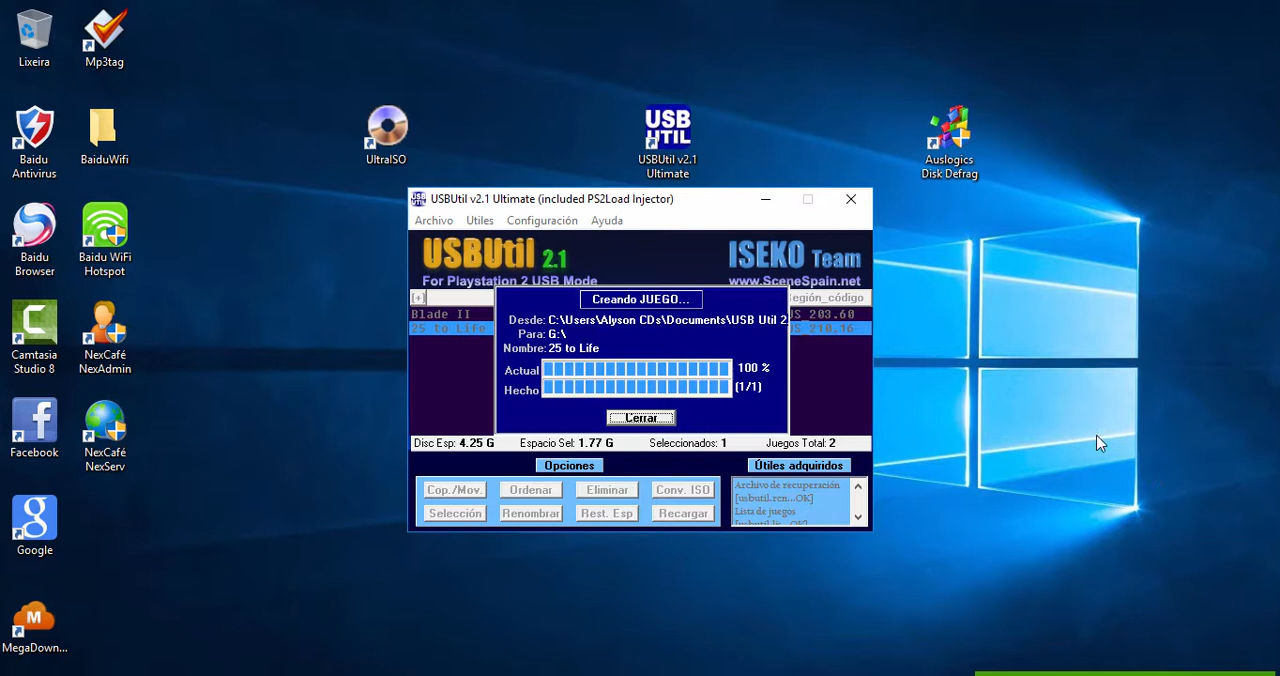 Lixeira
Mp3tag
Baidu
Antivirus
BaiduWifi
UltraISO
USB
UTIL
USBUtil v2.1
Ultimate
Auslogics
Disk Defrag
Baidu
Browser
Baidu WiFi
Hotspot
Camtasia
Studio 8
NexCafé
NexAdmin
Facebook
NexCafé
NexServ
Google
MegaDown...
USBUtil v2.1 Ultimate (included PS2Load Injector)
Archivo Utiles Configuración Ayuda
USBUtil 2.1 ISEKO Team
For Playstation 2 USB Mode www.SceneSpain.net
[+] egión_código
Blade II US_203.60
25 to Life US_210.16
Creando JUEGO...
Desde: C:\Users\Alyson CDs\Documents\USB Util 2
Para: G:\
Nombre: 25 to Life
Actual 100 %
Hecho (1/1)
Cerrar
Disc Esp: 4.25 G Espacio Sel: 1.77 G Seleccionados: 1 Juegos Total: 2
Opciones Útiles adquiridos
Cop./Mov. Ordenar Eliminar Conv. ISO
Selección Renombrar Rest. Esp Recargar
Archivo de recuperación
[usbutil.rcn...OK]
Lista de juegos